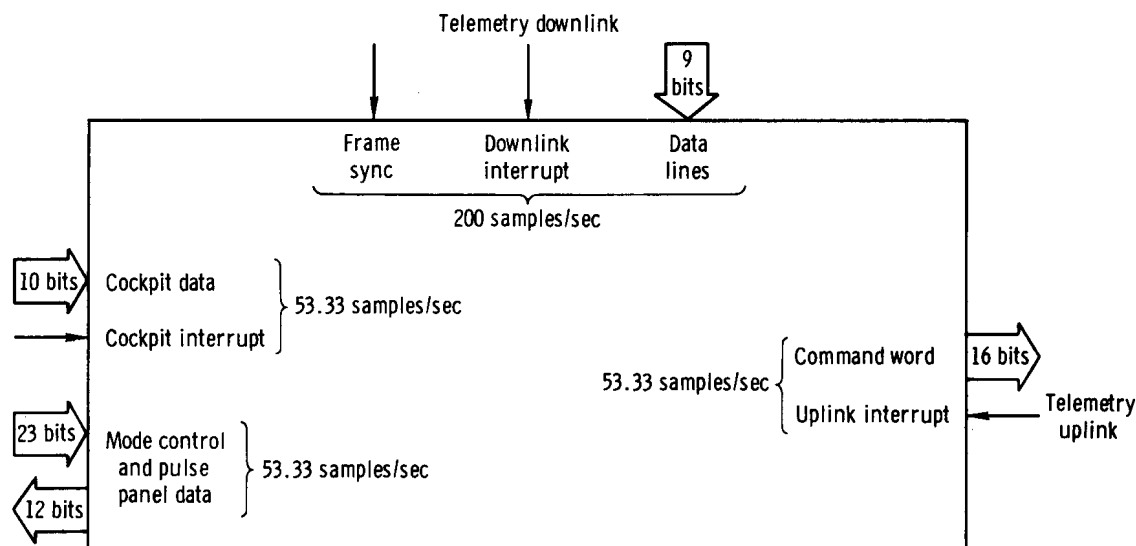 Telemetry downlink
9
bits
Frame
sync
Downlink
interrupt
Data
lines
200 samples/sec
10 bits
Cockpit data
53.33 samples/sec
Cockpit interrupt
Command word
16 bits
53.33 samples/sec
Uplink interrupt
Telemetry
uplink
23 bits
Mode control
and pulse
panel data
53.33 samples/sec
12 bits